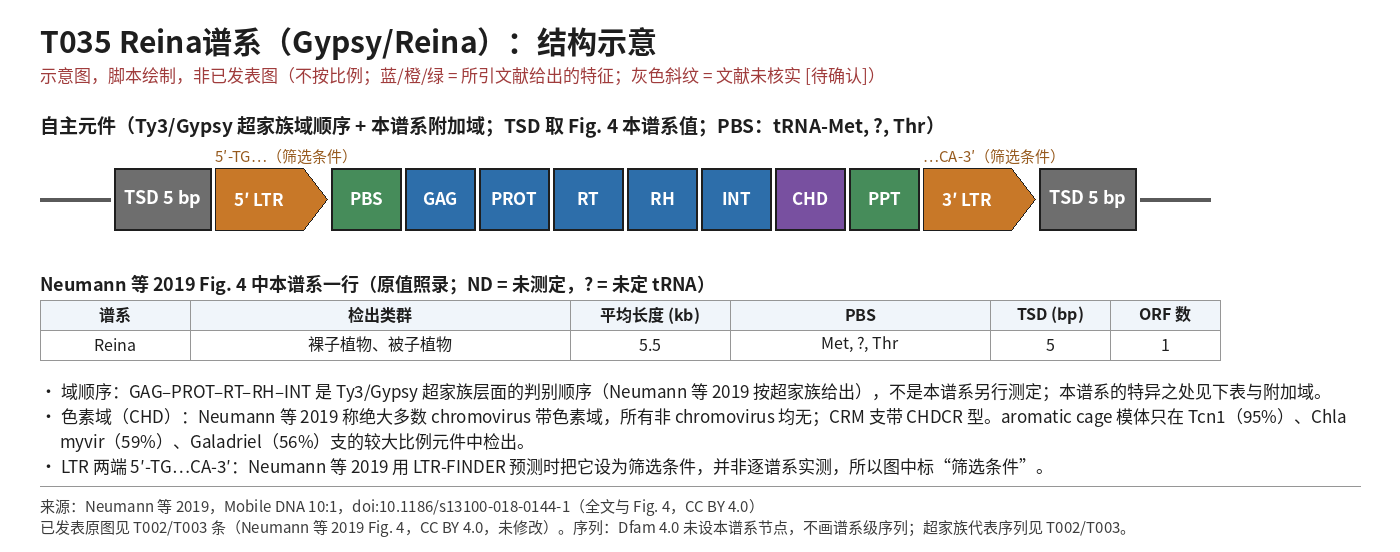 T035 Reina谱系（Gypsy/Reina）：结构示意
示意图，脚本绘制，非已发表图（不按比例；蓝/橙/绿 = 所引文献给出的特征；灰色斜纹 = 文献未核实 [待确认]）
自主元件（Ty3/Gypsy 超家族域顺序 + 本谱系附加域；TSD 取 Fig. 4 本谱系值；PBS：tRNA-Met, ?, Thr）
5′-TG…（筛选条件） …CA-3′（筛选条件）
TSD 5 bp 5′ LTR PBS GAG PROT RT RH INT CHD PPT 3′ LTR TSD 5 bp
Neumann 等 2019 Fig. 4 中本谱系一行（原值照录；ND = 未测定，? = 未定 tRNA）
谱系 检出类群 平均长度 (kb) PBS TSD (bp) ORF 数
Reina 裸子植物、被子植物 5.5 Met, ?, Thr 5 1
・ 域顺序：GAG–PROT–RT–RH–INT 是 Ty3/Gypsy 超家族层面的判别顺序（Neumann 等 2019 按超家族给出），不是本谱系另行测定；本谱系的特异之处见下表与附加域。
・ 色素域（CHD）：Neumann 等 2019 称绝大多数 chromovirus 带色素域，所有非 chromovirus 均无；CRM 支带 CHDCR 型。aromatic cage 模体只在 Tcn1（95%）、Chla
myvir（59%）、Galadriel（56%）支的较大比例元件中检出。
・ LTR 两端 5′-TG…CA-3′：Neumann 等 2019 用 LTR-FINDER 预测时把它设为筛选条件，并非逐谱系实测，所以图中标“筛选条件”。
来源：Neumann 等 2019，Mobile DNA 10:1，doi:10.1186/s13100-018-0144-1（全文与 Fig. 4，CC BY 4.0）
已发表原图见 T002/T003 条（Neumann 等 2019 Fig. 4，CC BY 4.0，未修改）。序列：Dfam 4.0 未设本谱系节点，不画谱系级序列；超家族代表序列见 T002/T003。